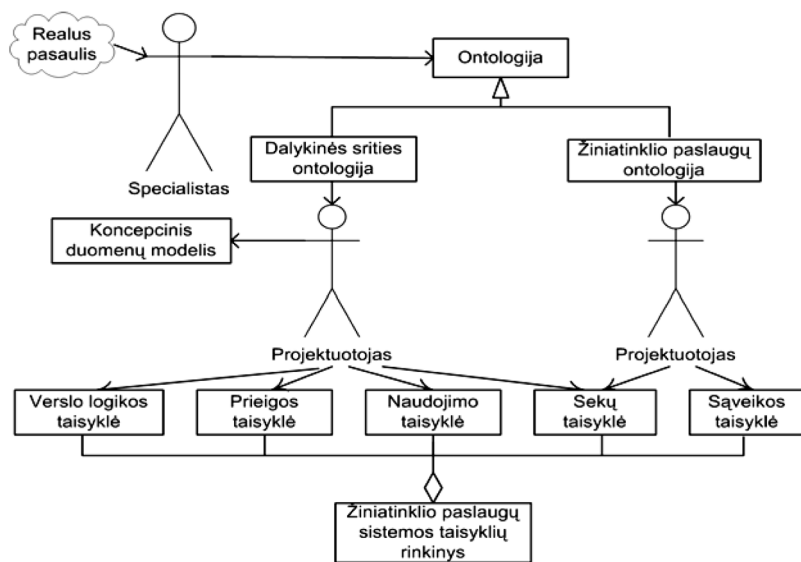 Realus
pasaulis
Ontologija
Specialistas
Dalykinės srities
ontologija
Žiniatinklio paslaugų
ontologija
Koncepcinis
duomenų modelis
Projektuotojas
Projektuotojas
Verslo logikos
taisyklė
Prieigos
taisyklė
Naudojimo
taisyklė
Sekų
taisyklė
Sąveikos
taisyklė
Žiniatinklio paslaugų
sistemos taisyklių
rinkinys